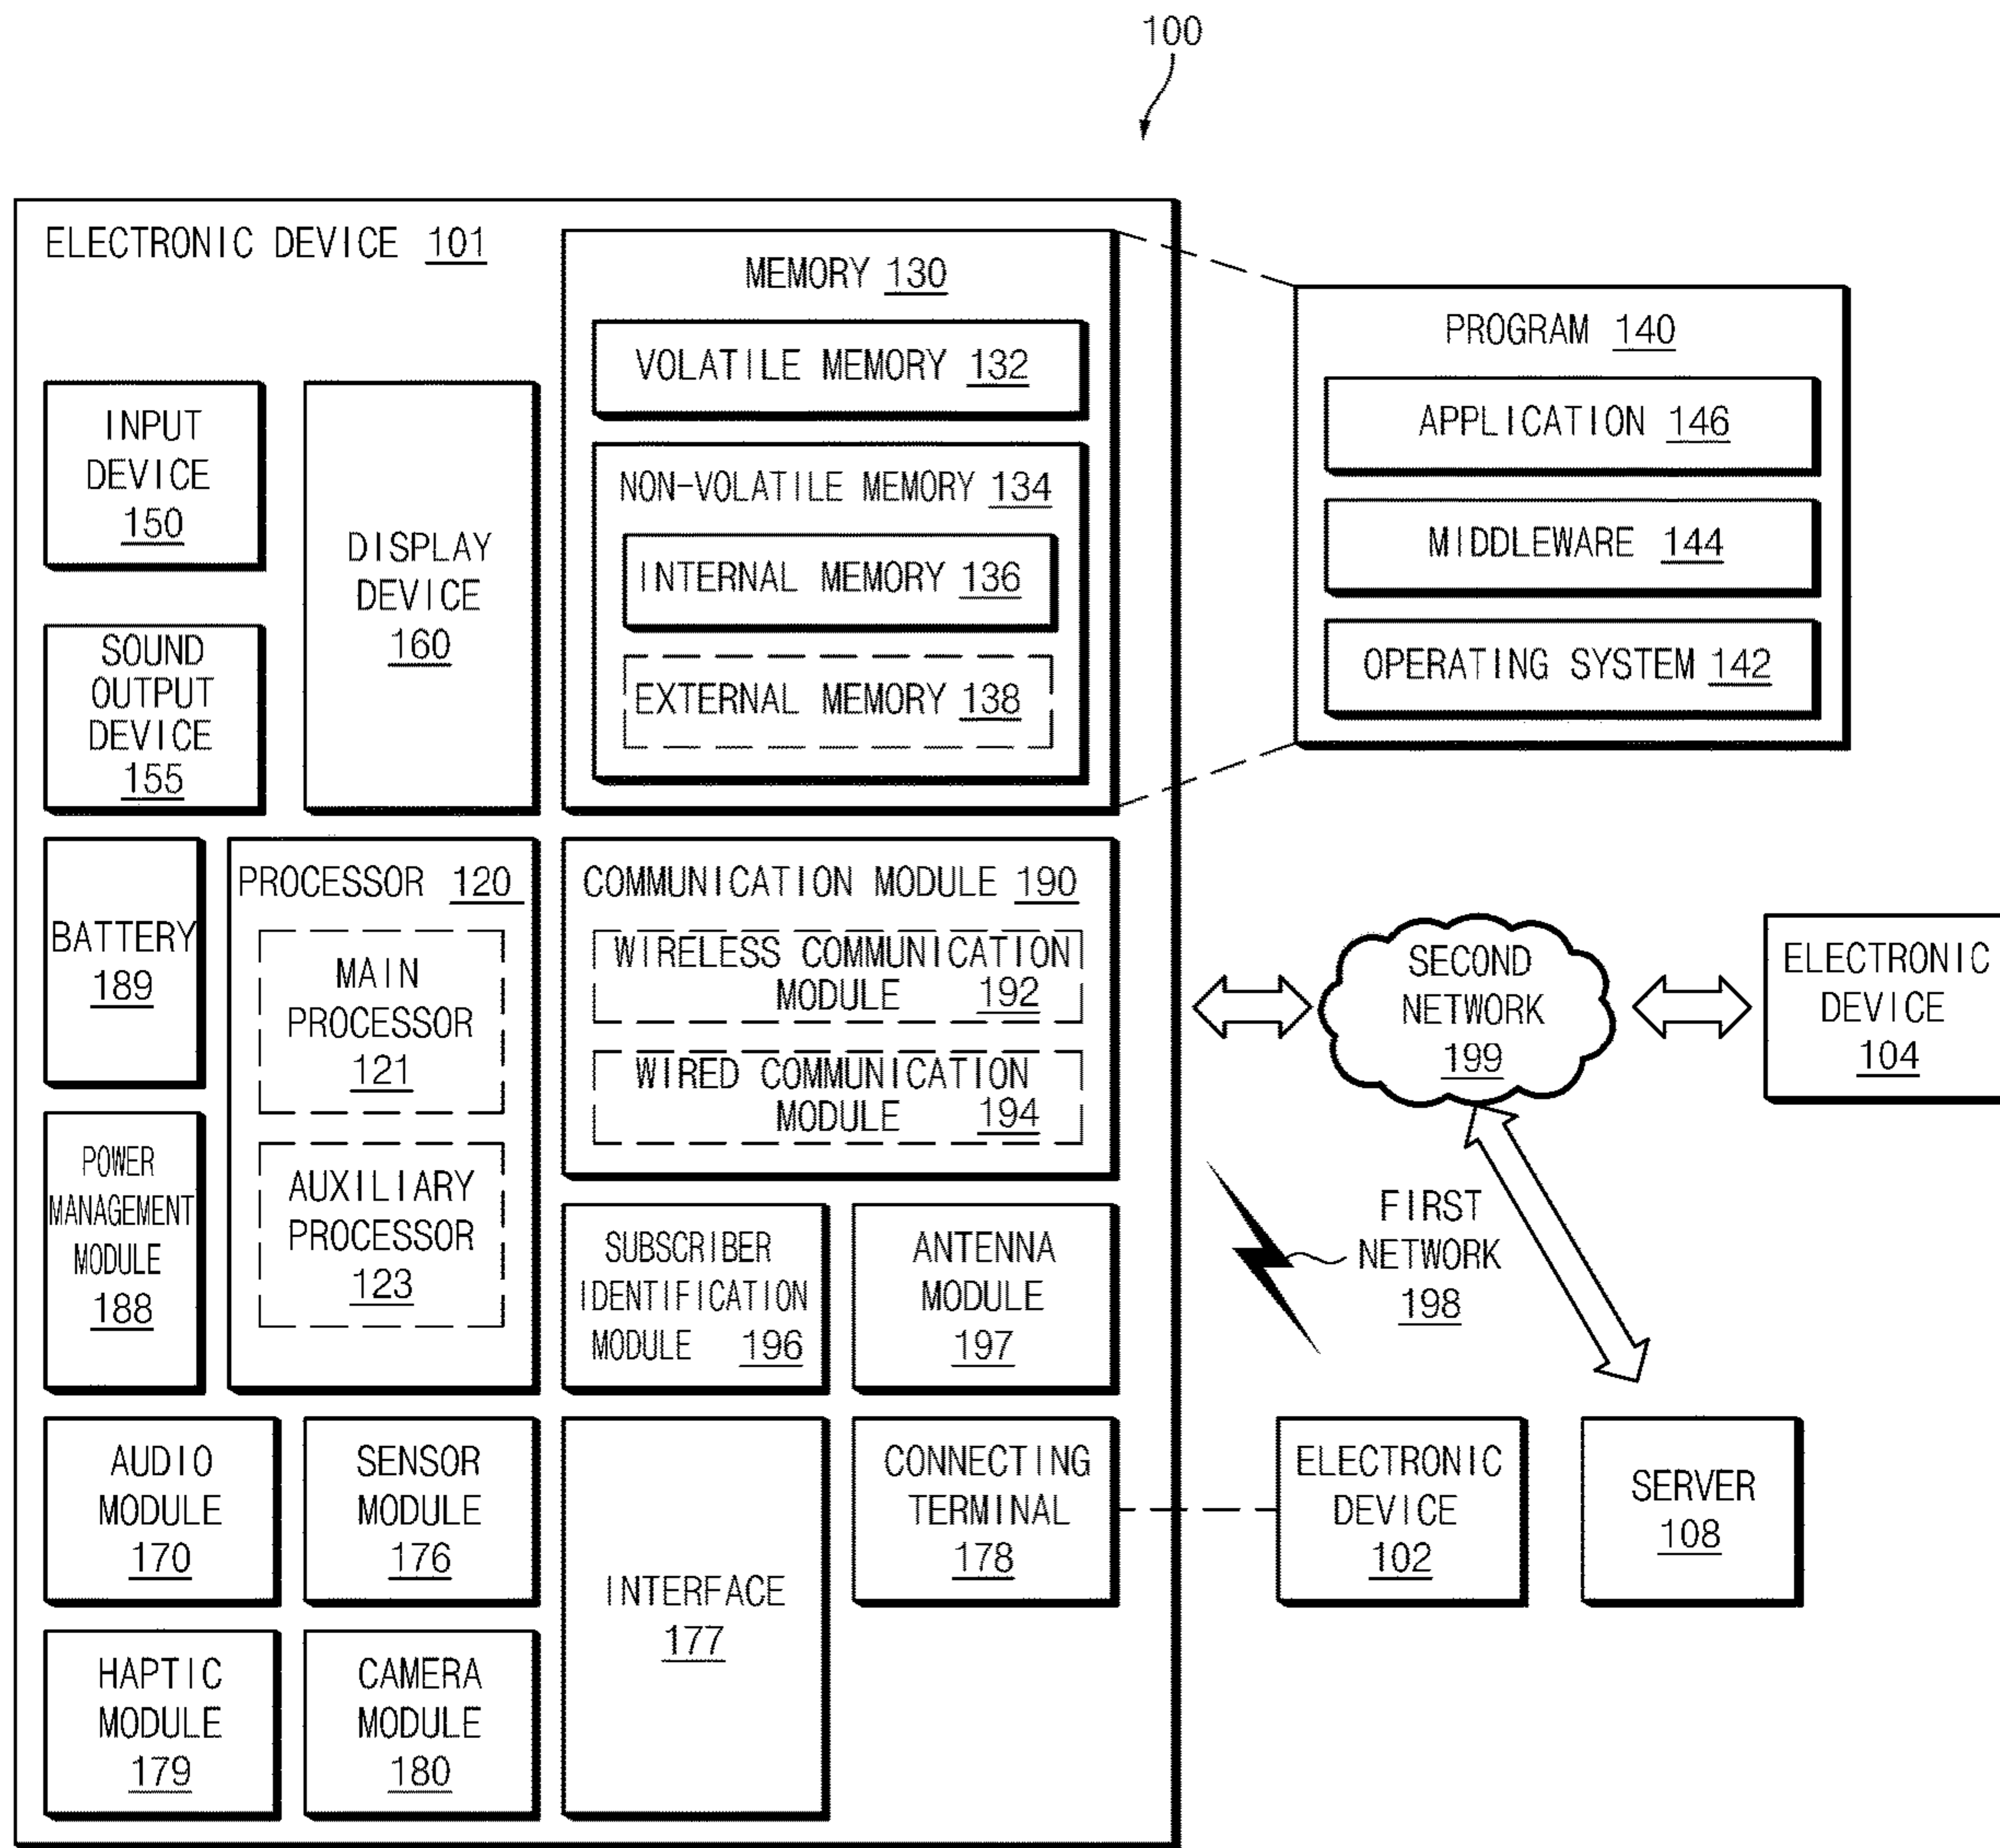 100
ELECTRONIC DEVICE 101
MEMORY 130
VOLATILE MEMORY 132
NON-VOLATILE MEMORY 134
INTERNAL MEMORY 136
EXTERNAL MEMORY 138
PROGRAM 140
APPLICATION 146
MIDDLEWARE 144
OPERATING SYSTEM 142
INPUT
DEVICE
150
SOUND
OUTPUT
DEVICE
155
DISPLAY
DEVICE
160
BATTERY
189
POWER
MANAGEMENT
MODULE
188
PROCESSOR 120
MAIN
PROCESSOR
121
AUXILIARY
PROCESSOR
123
COMMUNICATION MODULE 190
WIRELESS COMMUNICATION
MODULE 192
WIRED COMMUNICATION
MODULE 194
SUBSCRIBER
IDENTIFICATION
MODULE 196
ANTENNA
MODULE
197
SECOND
NETWORK
199
ELECTRONIC
DEVICE
104
FIRST
NETWORK
198
AUDIO
MODULE
170
SENSOR
MODULE
176
INTERFACE
177
CONNECTING
TERMINAL
178
ELECTRONIC
DEVICE
102
SERVER
108
HAPTIC
MODULE
179
CAMERA
MODULE
180